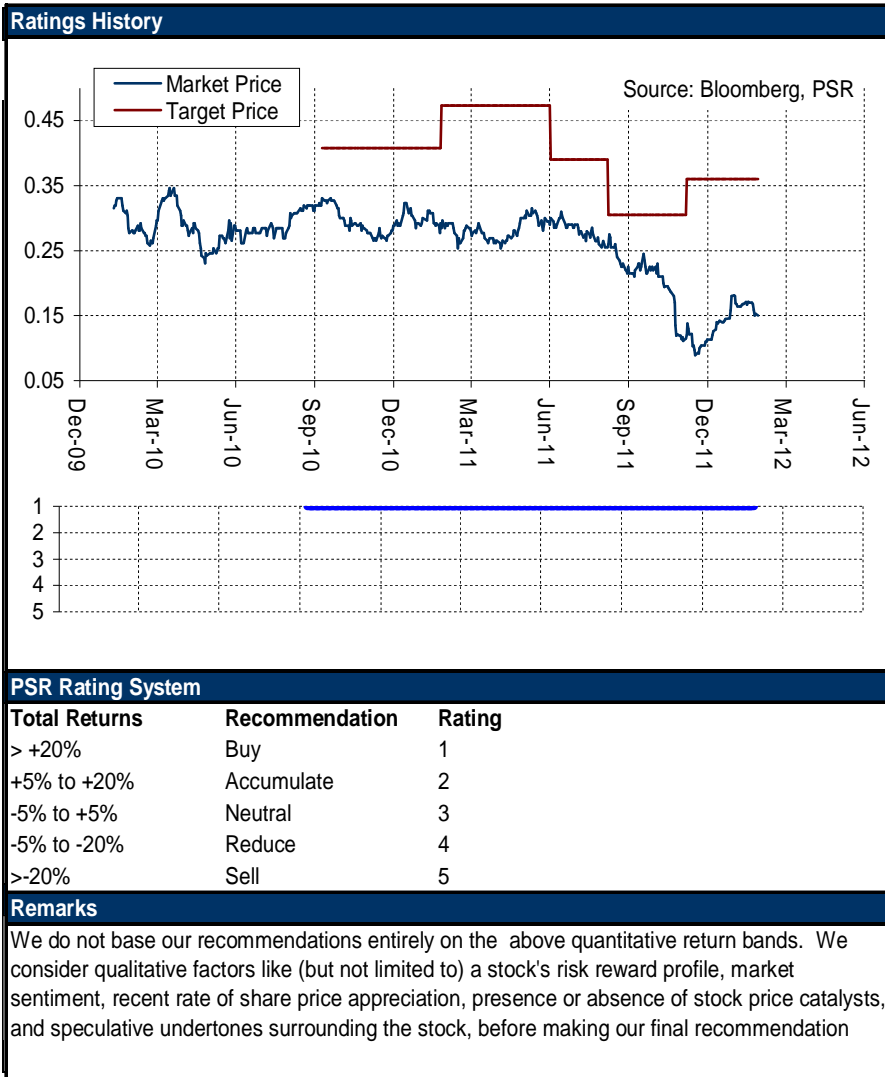 Ratings History
Market Price
Target Price
Source: Bloomberg, PSR
0.45
0.35
0.25
0.15
0.05
Dec-09
Mar-10
Jun-10
Sep-10
Dec-10
Mar-11
Jun-11
Sep-11
Dec-11
Mar-12
Jun-12
1
2
3
4
5
PSR Rating System
Total Returns Recommendation Rating
> +20% Buy 1
+5% to +20% Accumulate 2
-5% to +5% Neutral 3
-5% to -20% Reduce 4
>-20% Sell 5
Remarks
We do not base our recommendations entirely on the above quantitative return bands. We
consider qualitative factors like (but not limited to) a stock's risk reward profile, market
sentiment, recent rate of share price appreciation, presence or absence of stock price catalysts,
and speculative undertones surrounding the stock, before making our final recommendation